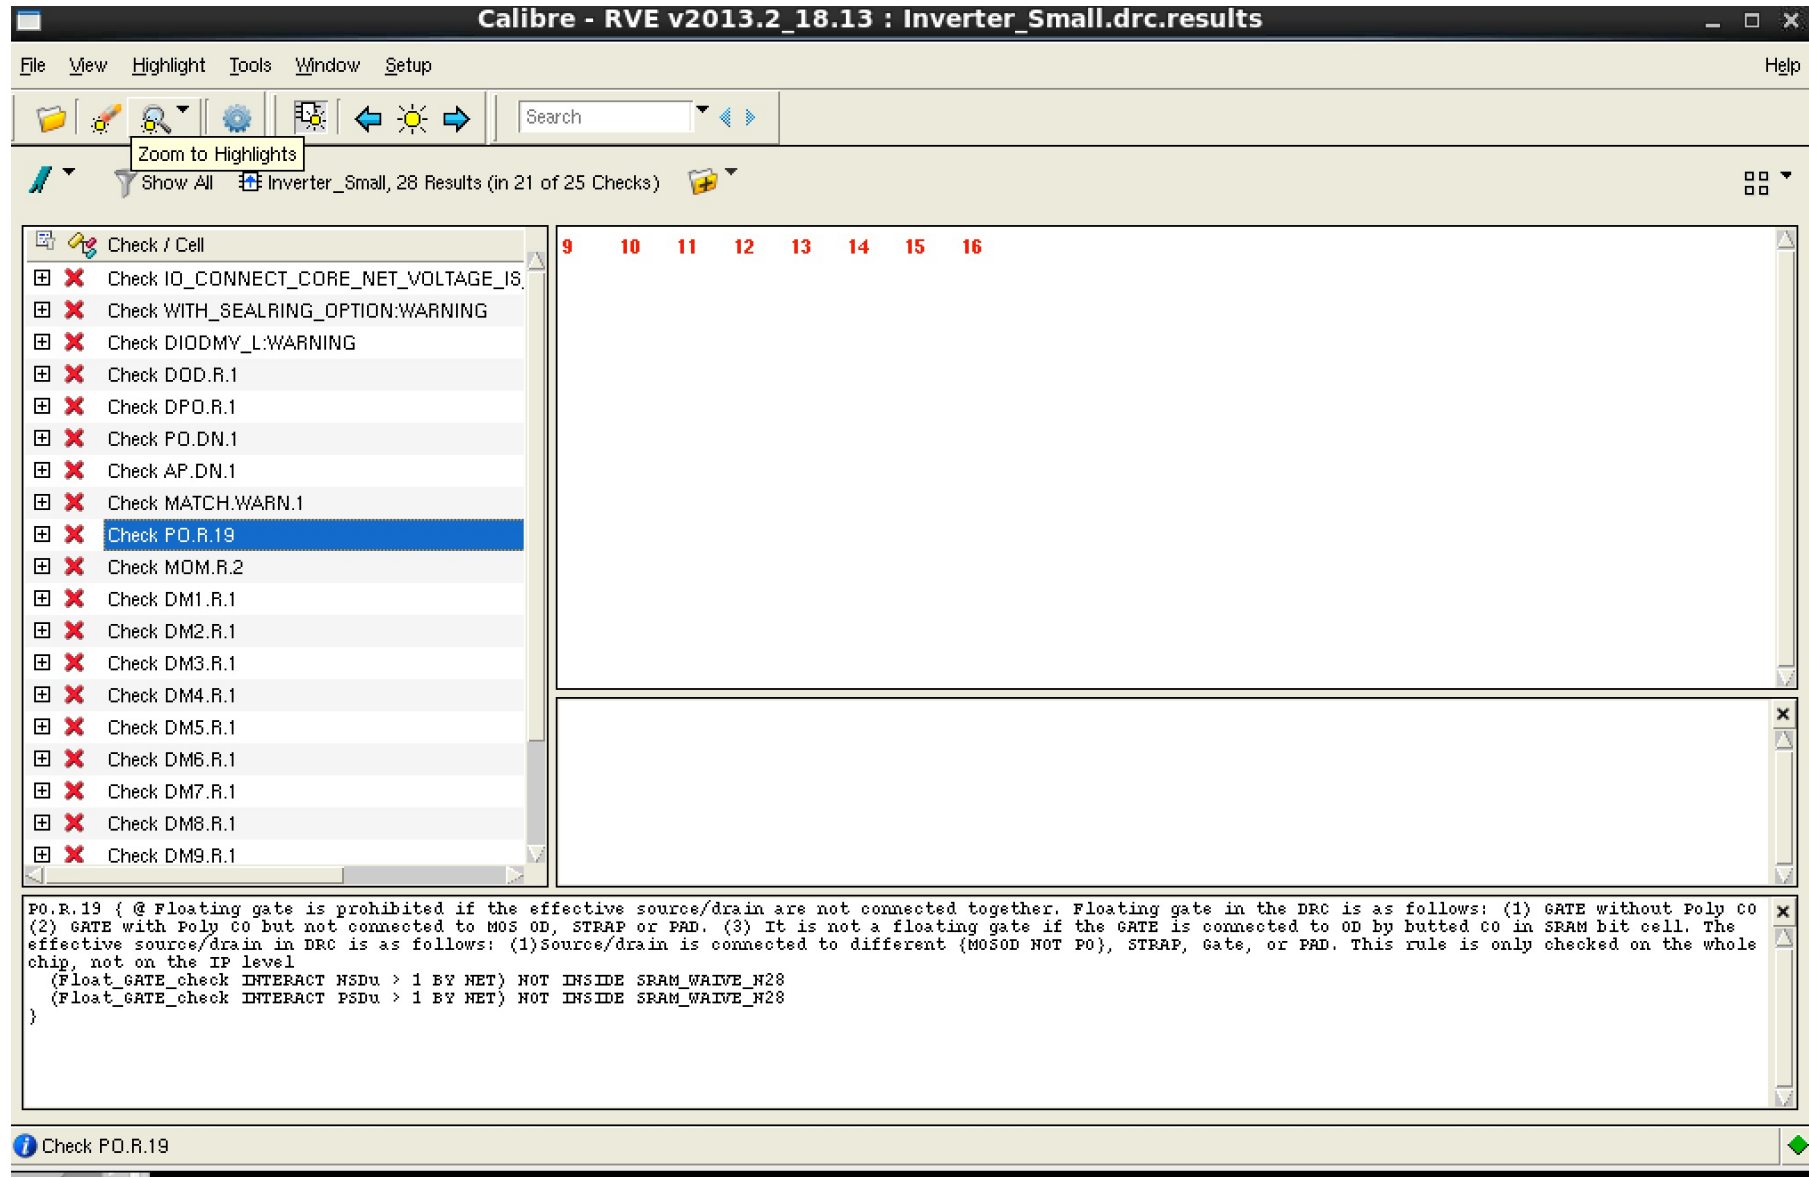 Calibre - RVE v2013.2_18.13 : Inverter_Small.drc.results
File View Highlight Tools Window Setup Help
Search
Zoom to Highlights
Show All Inverter_Small, 28 Results (in 21 of 25 Checks)
Check / Cell
9 10 11 12 13 14 15 16
Check IO_CONNECT_CORE_NET_VOLTAGE_IS_
Check WITH_SEALRING_OPTION:WARNING
Check DIODMY_L:WARNING
Check DOD.R.1
Check DPO.R.1
Check PO.DN.1
Check AP.DN.1
Check MATCH.WARN.1
Check PO.R.19
Check MOM.R.2
Check DM1.R.1
Check DM2.R.1
Check DM3.R.1
Check DM4.R.1
Check DM5.R.1
Check DM6.R.1
Check DM7.R.1
Check DM8.R.1
Check DM9.R.1
PO.R.19 { @ Floating gate is prohibited if the effective source/drain are not connected together. Floating gate in the DRC is as follows: (1) GATE without Poly CO
(2) GATE with Poly CO but not connected to MOS OD, STRAP or PAD. (3) It is not a floating gate if the GATE is connected to OD by butted CO in SRAM bit cell. The
effective source/drain in DRC is as follows: (1)Source/drain is connected to different {MOSOD NOT PO}, STRAP, Gate, or PAD. This rule is only checked on the whole
chip, not on the IP level
(Float_GATE_check INTERACT NSDu > 1 BY NET) NOT INSIDE SRAM_WAIVE_N28
(Float_GATE_check INTERACT PSDu > 1 BY NET) NOT INSIDE SRAM_WAIVE_N28
}
Check PO.R.19